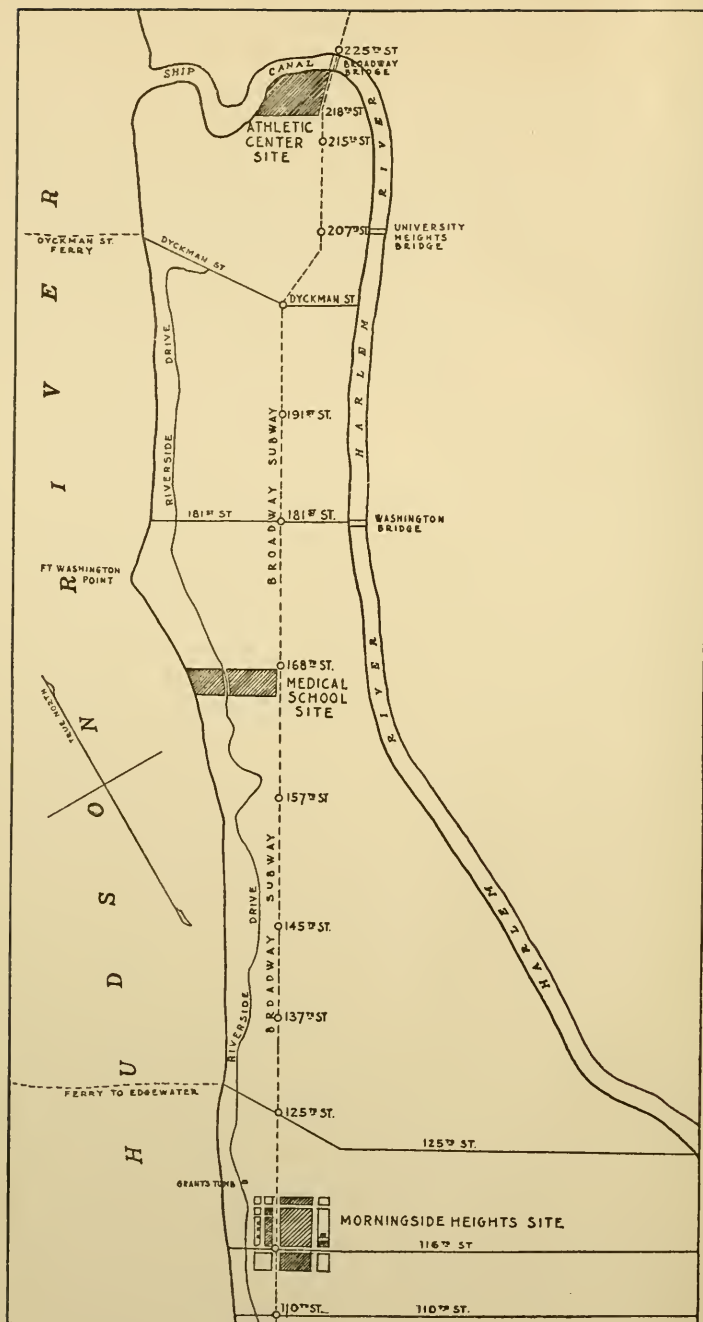 225TH ST
BROADWAY
BRIDGE
SHIP
CANAL
218TH ST.
ATHLETIC
CENTER
SITE
215TH ST.
RIVER
207TH ST.
UNIVERSITY
HEIGHTS
BRIDGE
DYCKMAN ST.
FERRY
DYCKMAN ST
DYCKMAN ST
HARLEM
RIVERSIDE DRIVE
191ST ST.
BROADWAY SUBWAY
181ST ST
181ST ST.
WASHINGTON
BRIDGE
FT WASHINGTON
POINT
168TH ST.
MEDICAL
SCHOOL
SITE
RIVER
TRUE NORTH
157TH ST
HUDSON RIVER
145TH ST
HARLEM
BROADWAY SUBWAY
137TH ST
RIVERSIDE DRIVE
FERRY TO EDGEWATER
125TH ST.
125TH ST.
GRANTS TOMB
MORNINGSIDE HEIGHTS SITE
116TH ST
110TH ST.
110TH ST.